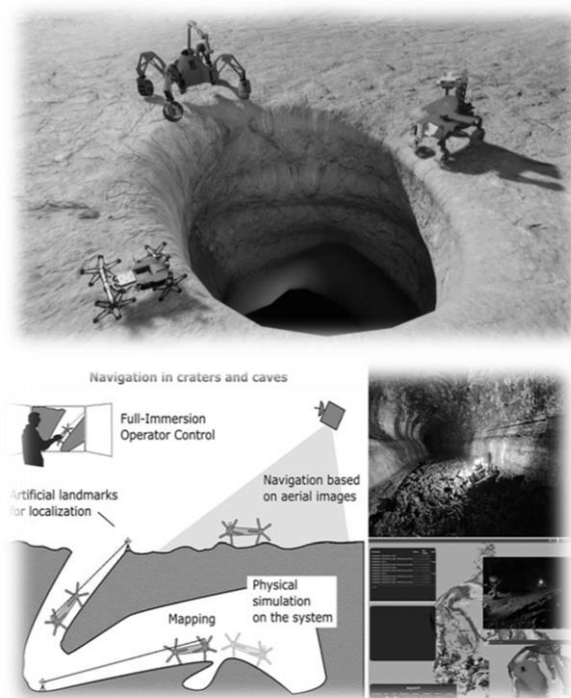 Navigation in craters and caves
Full-Immersion
Operator Control
Artificial landmarks
for localization
Navigation based
on aerial images
Physical
simulation
on the system
Mapping